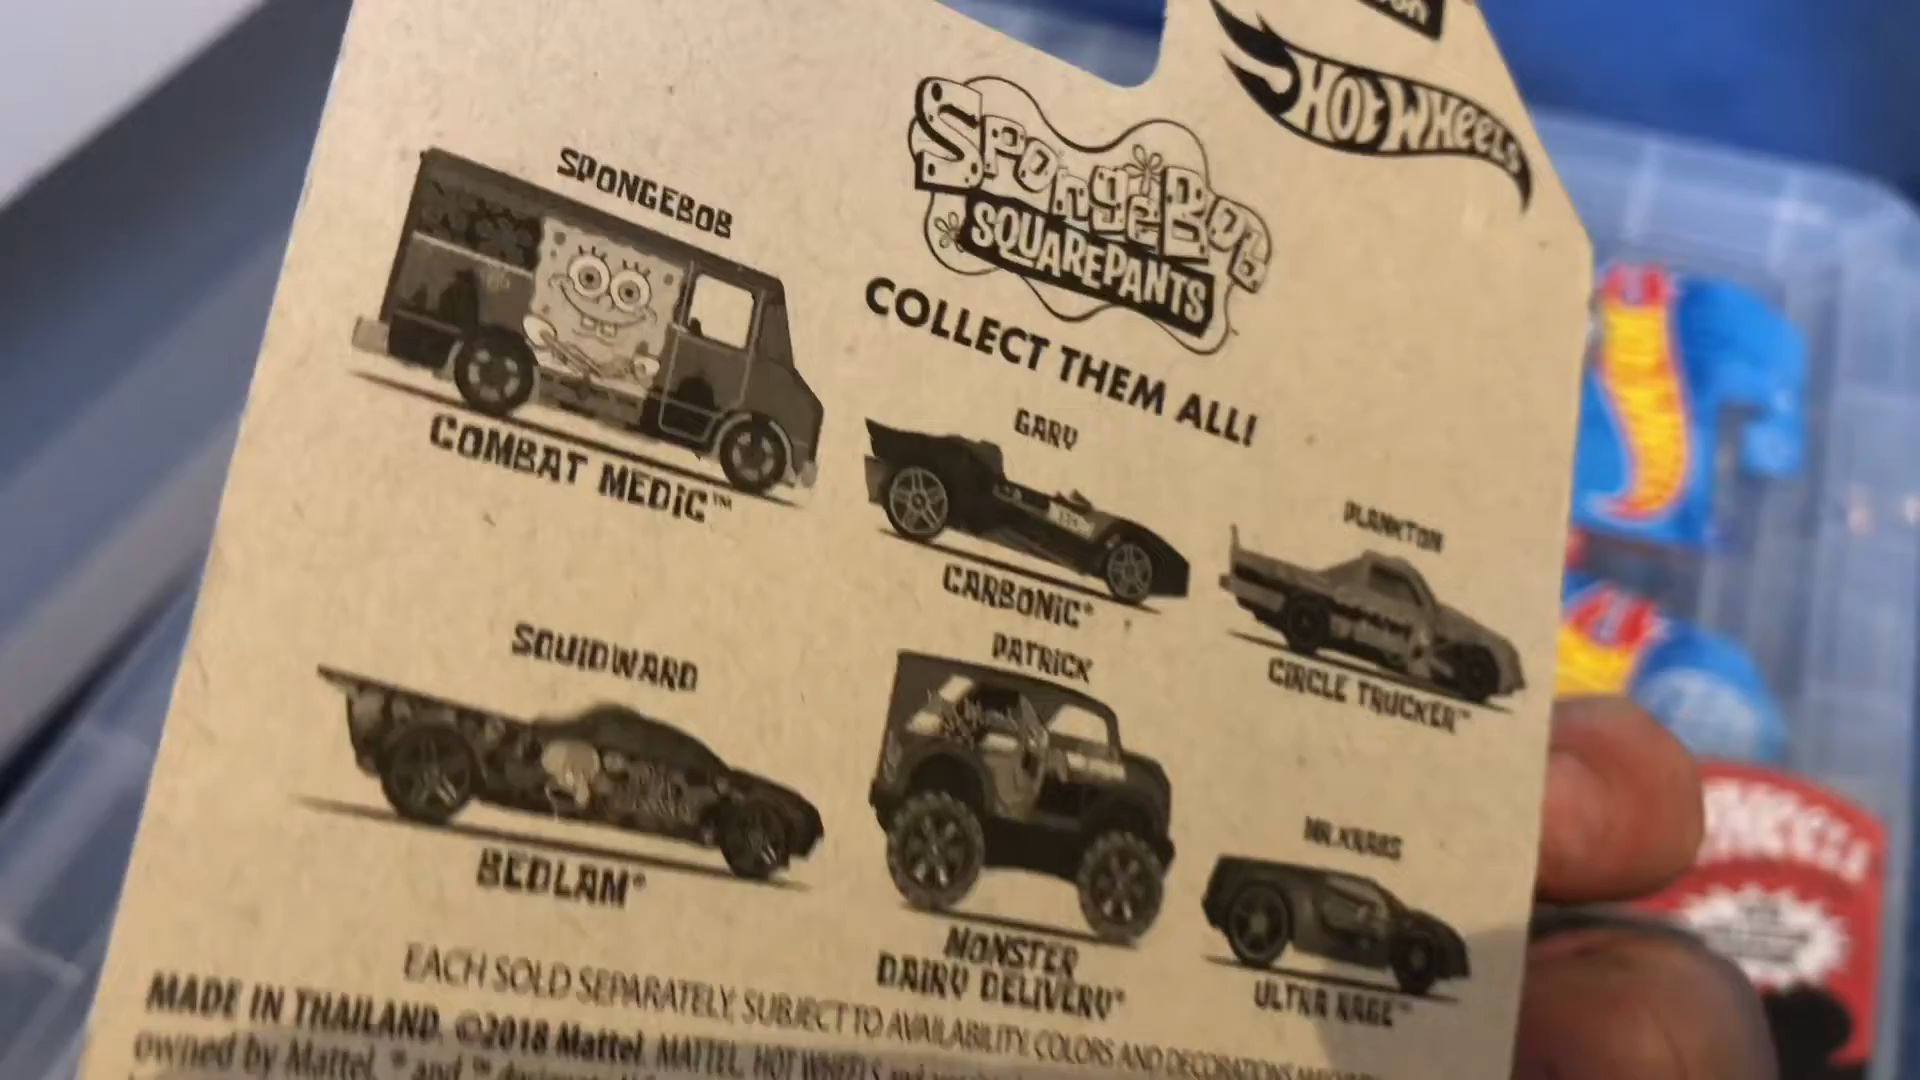 HOT WHEELS
SPONGEBOB
SQUAREPANTS
COLLECT THEM ALL!
SPONGEBOB
COMBAT MEDIC™
GARY
CARBONIC®
PLANKTON
CIRCLE TRUCKER™
SQUIDWARD
BEDLAM®
PATRICK
MONSTER
DAIRY DELIVERY®
MR.KRABS
ULTRA RAGE™
EACH SOLD SEPARATELY, SUBJECT TO AVAILABILITY. COLORS AND DECORATIONS
MADE IN THAILAND. ©2018 Mattel. MATTEL, HOT WHEELS and
owned by Mattel. ® and ™